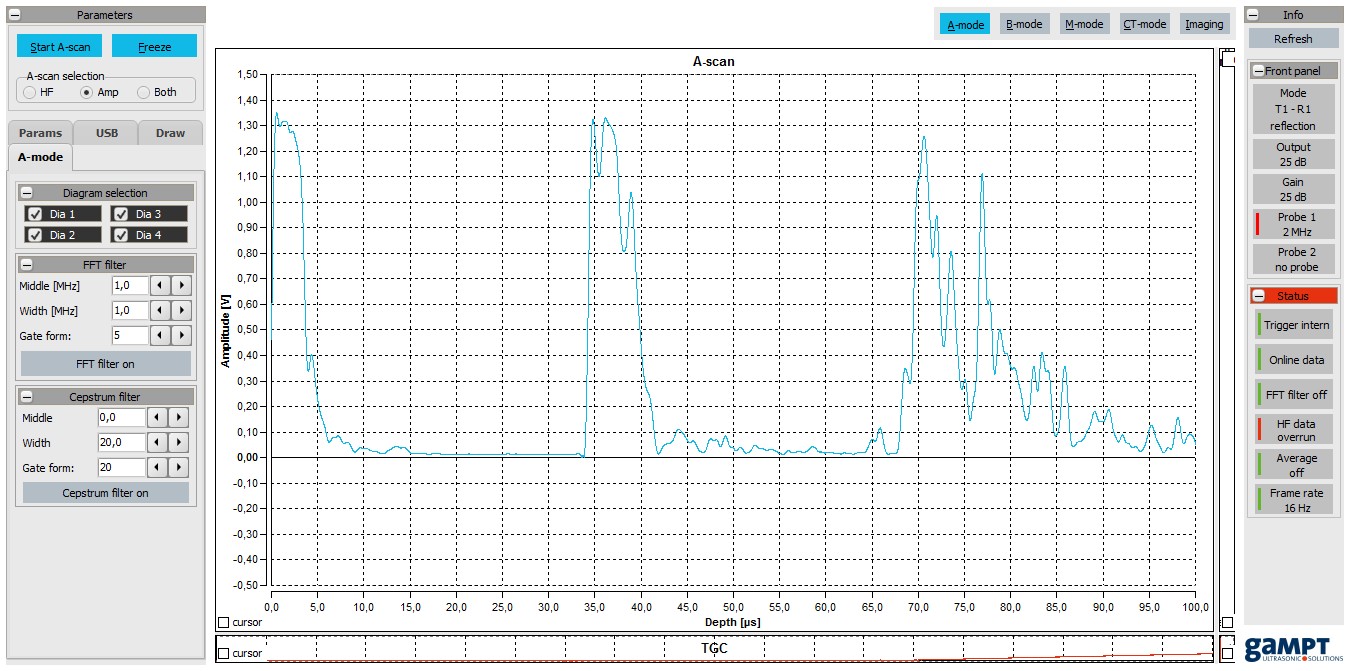 Parameters
Start A-scan Freeze
A-scan selection
HF Amp Both
Params USB Draw
A-mode
Diagram selection
Dia 1 Dia 3
Dia 2 Dia 4
FFT filter
Middle [MHz] 1,0
Width [MHz] 1,0
Gate form: 5
FFT filter on
Cepstrum filter
Middle 0,0
Width 20,0
Gate form: 20
Cepstrum filter on
A-mode B-mode M-mode CT-mode Imaging
A-scan
Amplitude [V]
1,50
1,40
1,30
1,20
1,10
1,00
0,90
0,80
0,70
0,60
0,50
0,40
0,30
0,20
0,10
0,00
-0,10
-0,20
-0,30
-0,40
-0,50
0,0 5,0 10,0 15,0 20,0 25,0 30,0 35,0 40,0 45,0 50,0 55,0 60,0 65,0 70,0 75,0 80,0 85,0 90,0 95,0 100,0
cursor Depth [µs]
cursor TGC
Info
Refresh
Front panel
Mode
T1 - R1
reflection
Output
25 dB
Gain
25 dB
Probe 1
2 MHz
Probe 2
no probe
Status
Trigger intern
Online data
FFT filter off
HF data
overrun
Average
off
Frame rate
16 Hz
gaMPT
ULTRASONIC SOLUTIONS